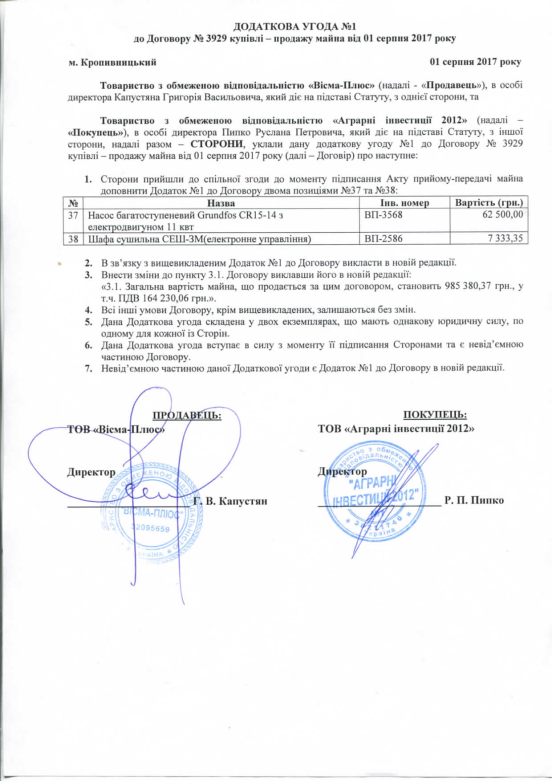 ДОДАТКОВА УГОДА №1
до Договору № 3929 купівлі – продажу майна від 01 серпня 2017 року
м. Кропивницький 01 серпня 2017 року
Товариство з обмеженою відповідальністю «Вісма-Плюс» (надалі - «Продавець»), в особі
директора Капустяна Григорія Васильовича, який діє на підставі Статуту, з однієї сторони, та
Товариство з обмеженою відповідальністю «Аграрні інвестиції 2012» (надалі –
«Покупець»), в особі директора Пипко Руслана Петровича, який діє на підставі Статуту, з іншої
сторони, надалі разом – СТОРОНИ, уклали дану додаткову угоду №1 до Договору № 3929
купівлі – продажу майна від 01 серпня 2017 року (далі – Договір) про наступне:
1. Сторони прийшли до спільної згоди до моменту підписання Акту прийому-передачі майна
доповнити Додаток №1 до Договору двома позиціями №37 та №38:
№ Назва Інв. номер Вартість (грн.)
37 Насос багатоступеневий Grundfos CR15-14 з ВП-3568 62 500,00
електродвигуном 11 квт
38 Шафа сушильна СЕШ-3М(електронне управління) ВП-2586 7 333,35
2. В зв’язку з вищевикладеним Додаток №1 до Договору викласти в новій редакції.
3. Внести зміни до пункту 3.1. Договору виклавши його в новій редакції:
«3.1. Загальна вартість майна, що продається за цим договором, становить 985 380,37 грн., у
т.ч. ПДВ 164 230,06 грн.».
4. Всі інші умови Договору, крім вищевикладених, залишаються без змін.
5. Дана Додаткова угода складена у двох екземплярах, що мають однакову юридичну силу, по
одному для кожної із Сторін.
6. Дана Додаткова угода вступає в силу з моменту її підписання Сторонами та є невід’ємною
частиною Договору.
7. Невід’ємною частиною даної Додаткової угоди є Додаток №1 до Договору в новій редакції.
ПРОДАВЕЦЬ: ПОКУПЕЦЬ:
ТОВ «Вісма-Плюс» ТОВ «Аграрні інвестиції 2012»
Директор Директор
Г. В. Капустян Р. П. Пипко
"ВІСМА-ПЛЮС"
32095659
"АГРАРНІ
ІНВЕСТИЦІЇ 2012"
Україна